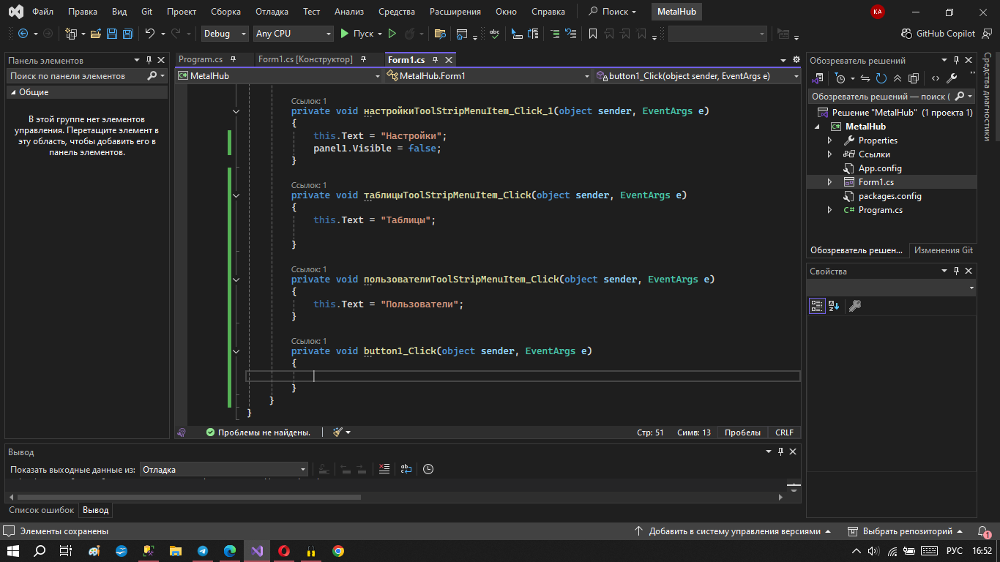 Файл Правка Вид Git Проект Сборка Отладка Тест Анализ Средства Расширения Окно Справка Поиск MetalHub КА
Debug Any CPU Пуск GitHub Copilot
Панель элементов
Поиск по панели элементов
Общие
В этой группе нет элементов
управления. Перетащите элемент в
эту область, чтобы добавить его в
панель элементов.
Program.cs Form1.cs [Конструктор] Form1.cs
MetalHub MetalHub.Form1 button1_Click(object sender, EventArgs e)
Ссылок: 1
private void настройкиToolStripMenuItem_Click_1(object sender, EventArgs e)
{
this.Text = "Настройки";
panel1.Visible = false;
}
Ссылок: 1
private void таблицыToolStripMenuItem_Click(object sender, EventArgs e)
{
this.Text = "Таблицы";
}
Ссылок: 1
private void пользователиToolStripMenuItem_Click(object sender, EventArgs e)
{
this.Text = "Пользователи";
}
Ссылок: 1
private void button1_Click(object sender, EventArgs e)
{
}
}
}
Проблемы не найдены. Стр: 51 Симв: 13 Пробелы CRLF
Обозреватель решений
Обозреватель решений — поиск (
Решение "MetalHub" (1 проекта 1)
MetalHub
Properties
Ссылки
App.config
Form1.cs
packages.config
Program.cs
Обозреватель решен... Изменения Git
Свойства
Средства диагностики
Вывод
Показать выходные данные из: Отладка
Список ошибок Вывод
Элементы сохранены Добавить в систему управления версиями Выбрать репозиторий 1
РУС 16:52